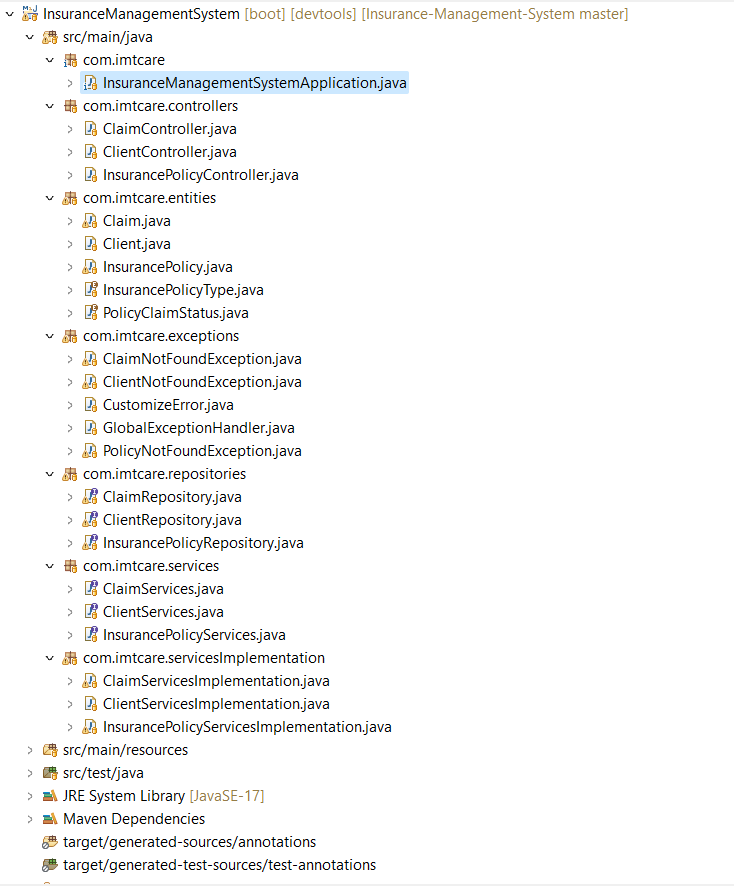 InsuranceManagementSystem [boot] [devtools] [Insurance-Management-System master]
src/main/java
com.imtcare
InsuranceManagementSystemApplication.java
com.imtcare.controllers
ClaimController.java
ClientController.java
InsurancePolicyController.java
com.imtcare.entities
Claim.java
Client.java
InsurancePolicy.java
InsurancePolicyType.java
PolicyClaimStatus.java
com.imtcare.exceptions
ClaimNotFoundException.java
ClientNotFoundException.java
CustomizeError.java
GlobalExceptionHandler.java
PolicyNotFoundException.java
com.imtcare.repositories
ClaimRepository.java
ClientRepository.java
InsurancePolicyRepository.java
com.imtcare.services
ClaimServices.java
ClientServices.java
InsurancePolicyServices.java
com.imtcare.servicesImplementation
ClaimServicesImplementation.java
ClientServicesImplementation.java
InsurancePolicyServicesImplementation.java
src/main/resources
src/test/java
JRE System Library [JavaSE-17]
Maven Dependencies
target/generated-sources/annotations
target/generated-test-sources/test-annotations